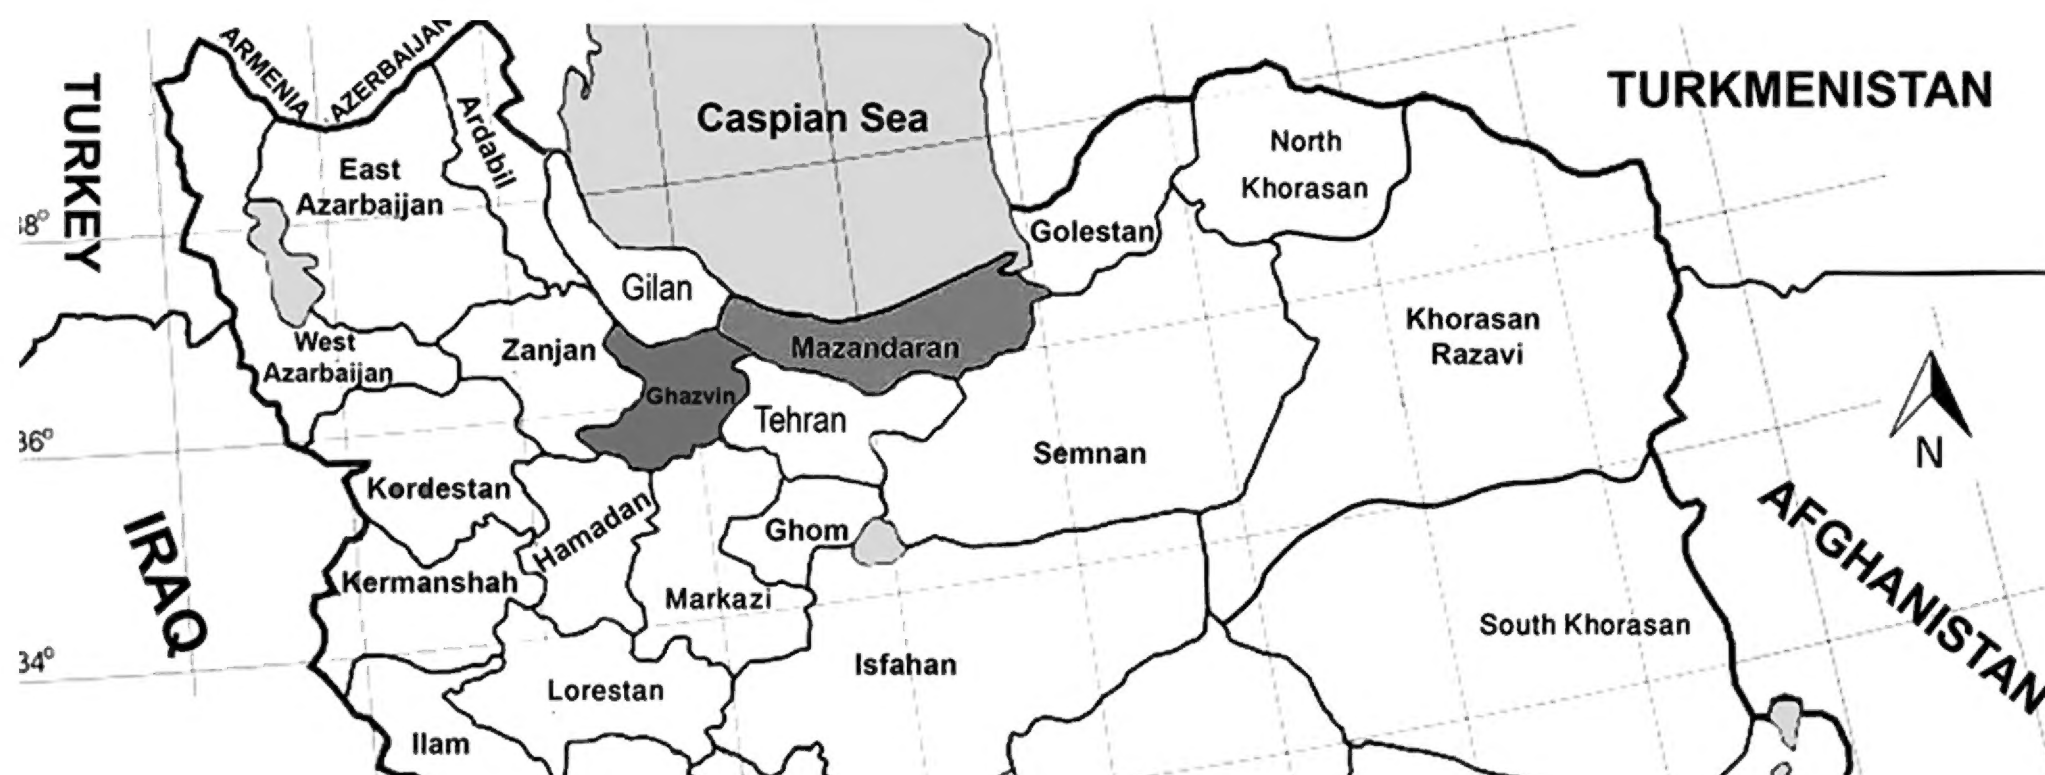 ARMENIA
AZERBAIJAN
TURKEY
Ardabil
Caspian Sea
TURKMENISTAN
North
Khorasan
East
Azarbaijan
Golestan
Gilan
Khorasan
Razavi
West
Azarbaijan
Zanjan
Mazandaran
Ghazvin
Tehran
36°
Semnan
N
Kordestan
Hamadan
Ghom
IRAQ
AFGHANISTAN
Kermanshah
Markazi
South Khorasan
34°
Isfahan
Lorestan
Ilam